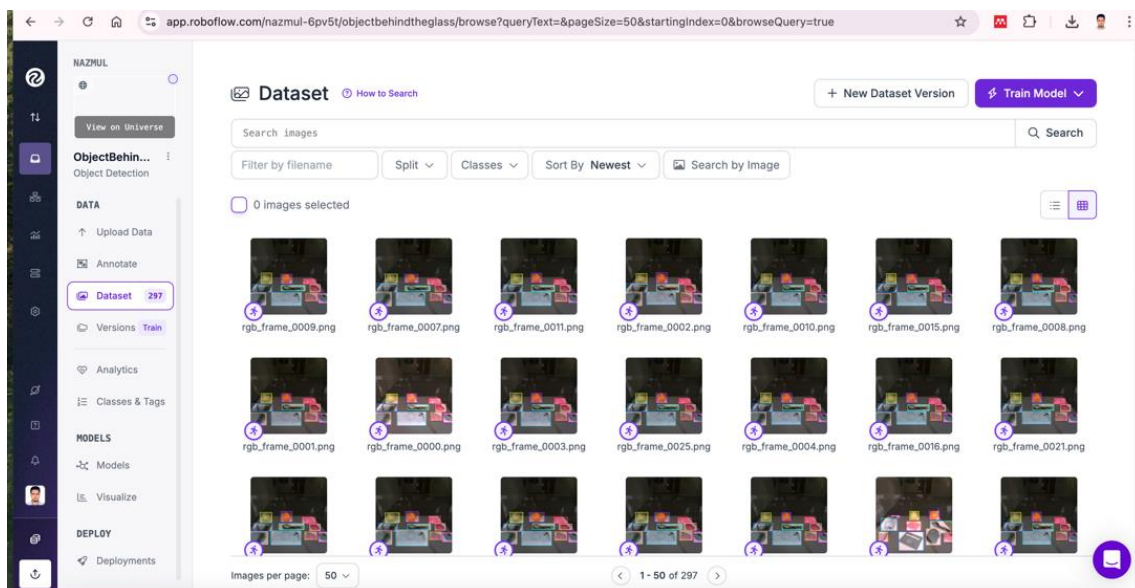 app.roboflow.com/nazmul-6pv5t/objectbehindtheglass/browse?queryText=&pageSize=50&startingIndex=0&browseQuery=true
NAZMUL
View on Universe
ObjectBehin...
Object Detection
DATA
Upload Data
Annotate
Dataset 297
Versions Train
Analytics
Classes & Tags
MODELS
Models
Visualize
DEPLOY
Deployments
Dataset How to Search
+ New Dataset Version
Train Model
Search images
Search
Filter by filename
Split
Classes
Sort By Newest
Search by Image
0 images selected
rgb_frame_0009.png
rgb_frame_0007.png
rgb_frame_0011.png
rgb_frame_0002.png
rgb_frame_0010.png
rgb_frame_0015.png
rgb_frame_0008.png
rgb_frame_0001.png
rgb_frame_0000.png
rgb_frame_0003.png
rgb_frame_0025.png
rgb_frame_0004.png
rgb_frame_0016.png
rgb_frame_0021.png
Images per page: 50
1 - 50 of 297